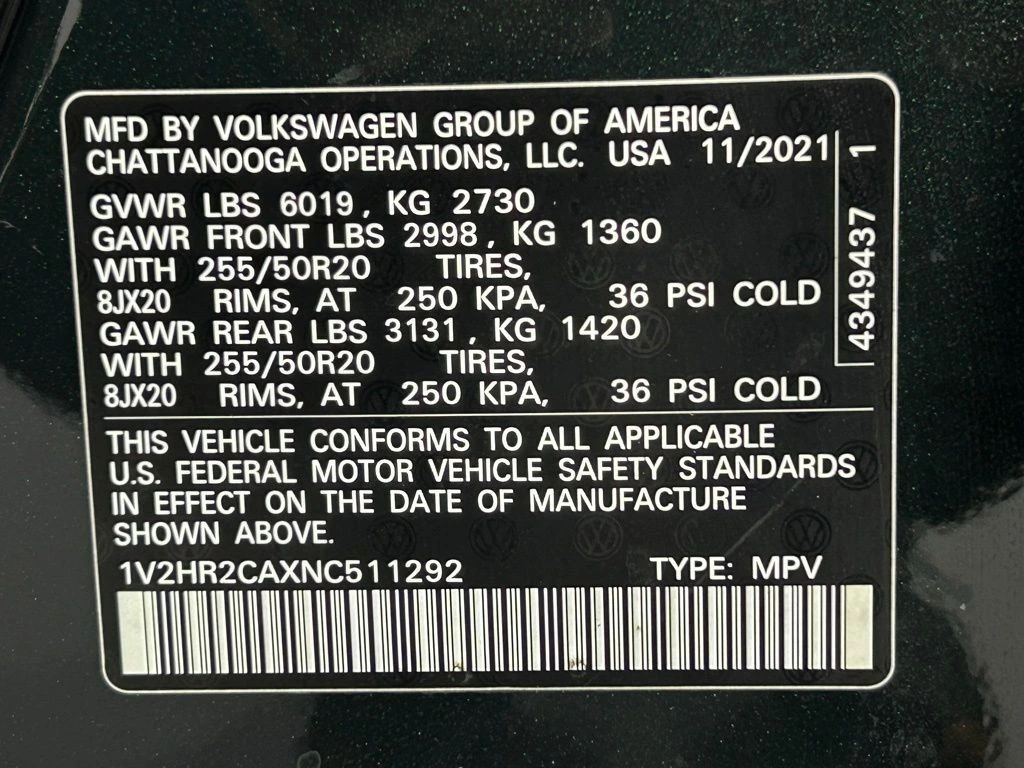 MFD BY VOLKSWAGEN GROUP OF AMERICA
CHATTANOOGA OPERATIONS, LLC. USA 11/2021
GVWR LBS 6019, KG 2730
GAWR FRONT LBS 2998, KG 1360
WITH 255/50R20 TIRES,
8JX20 RIMS, AT 250 KPA, 36 PSI COLD
GAWR REAR LBS 3131, KG 1420
WITH 255/50R20 TIRES,
8JX20 RIMS, AT 250 KPA, 36 PSI COLD
4349437 1
THIS VEHICLE CONFORMS TO ALL APPLICABLE
U.S. FEDERAL MOTOR VEHICLE SAFETY STANDARDS
IN EFFECT ON THE DATE OF MANUFACTURE
SHOWN ABOVE.
1V2HR2CAXNC511292 TYPE: MPV